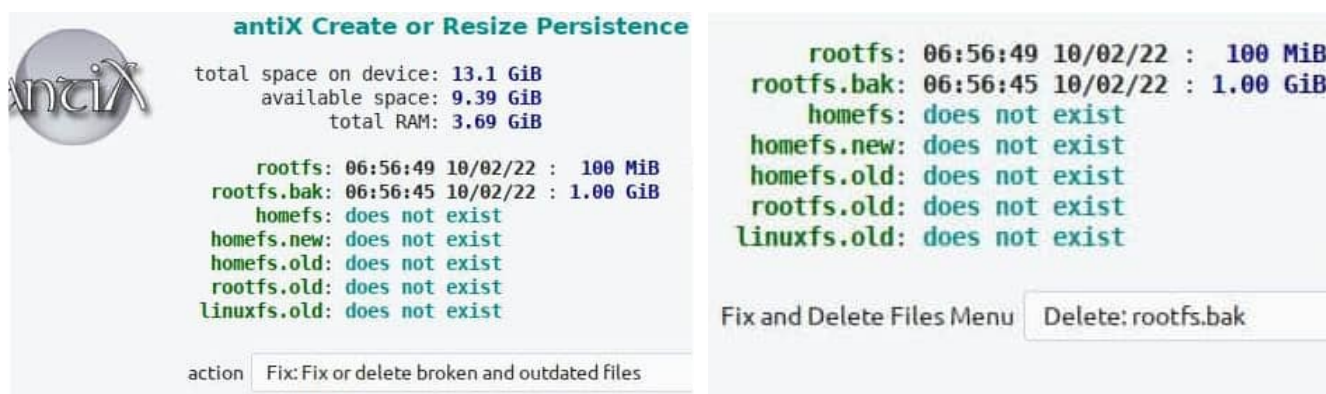 antiX Create or Resize Persistence
antiX
total space on device: 13.1 GiB
available space: 9.39 GiB
total RAM: 3.69 GiB
rootfs: 06:56:49 10/02/22 : 100 MiB
rootfs.bak: 06:56:45 10/02/22 : 1.00 GiB
homefs: does not exist
homefs.new: does not exist
homefs.old: does not exist
rootfs.old: does not exist
linuxfs.old: does not exist
action Fix: Fix or delete broken and outdated files
rootfs: 06:56:49 10/02/22 : 100 MiB
rootfs.bak: 06:56:45 10/02/22 : 1.00 GiB
homefs: does not exist
homefs.new: does not exist
homefs.old: does not exist
rootfs.old: does not exist
linuxfs.old: does not exist
Fix and Delete Files Menu Delete: rootfs.bak